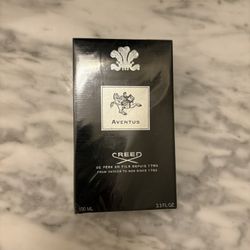 AVENTUS
CREED
DE PÈRE EN FILS DEPUIS 1760
FROM FATHER TO SON SINCE 1760
100 ML 3.3 FL.OZ